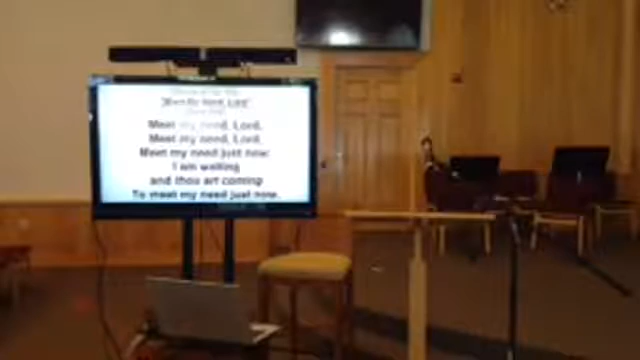 "Meet My Need, Lord"
Meet my need, Lord.
Meet my need, Lord.
Meet my need just now.
I am waiting
and thou art coming
To meet my need just now.